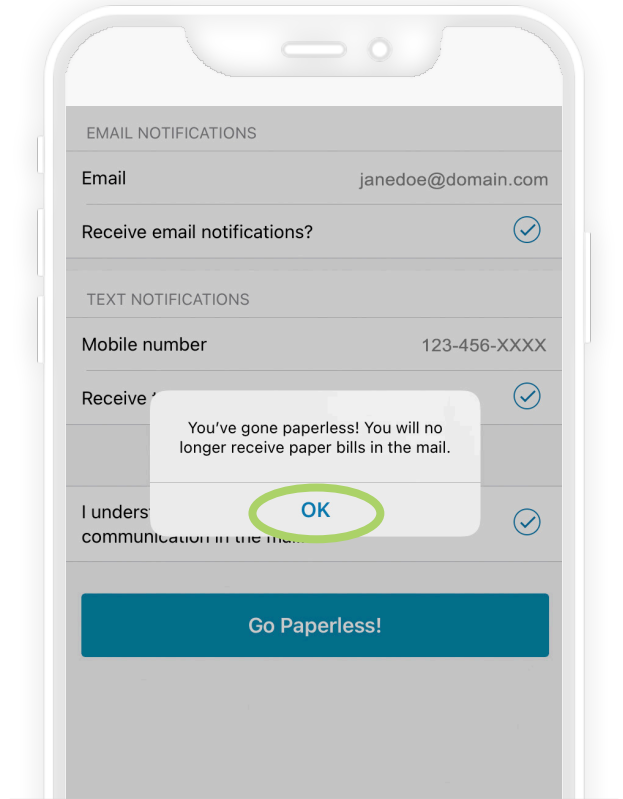 EMAIL NOTIFICATIONS
Email janedoe@domain.com
Receive email notifications?
TEXT NOTIFICATIONS
Mobile number 123-456-XXXX
Receive
You've gone paperless! You will no
longer receive paper bills in the mail.
OK
I unders
communication in the
Go Paperless!